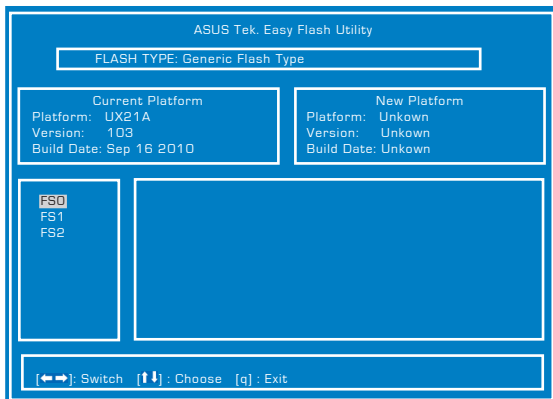 ASUS Tek. Easy Flash Utility
FLASH TYPE: Generic Flash Type
Current Platform
Platform: UX21A
Version: 103
Build Date: Sep 16 2010
New Platform
Platform: Unkown
Version: Unkown
Build Date: Unkown
FS0
FS1
FS2
[←→]: Switch [↑↓] : Choose [q] : Exit